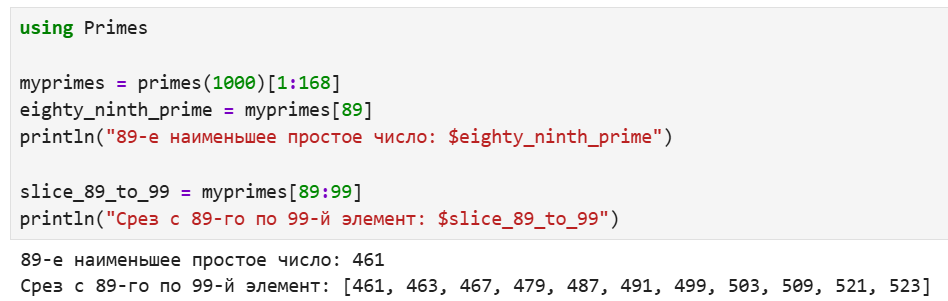 using Primes
myprimes = primes(1000)[1:168]
eighty_ninth_prime = myprimes[89]
println("89-е наименьшее простое число: $eighty_ninth_prime")
slice_89_to_99 = myprimes[89:99]
println("Срез с 89-го по 99-й элемент: $slice_89_to_99")
89-е наименьшее простое число: 461
Срез с 89-го по 99-й элемент: [461, 463, 467, 479, 487, 491, 499, 503, 509, 521, 523]